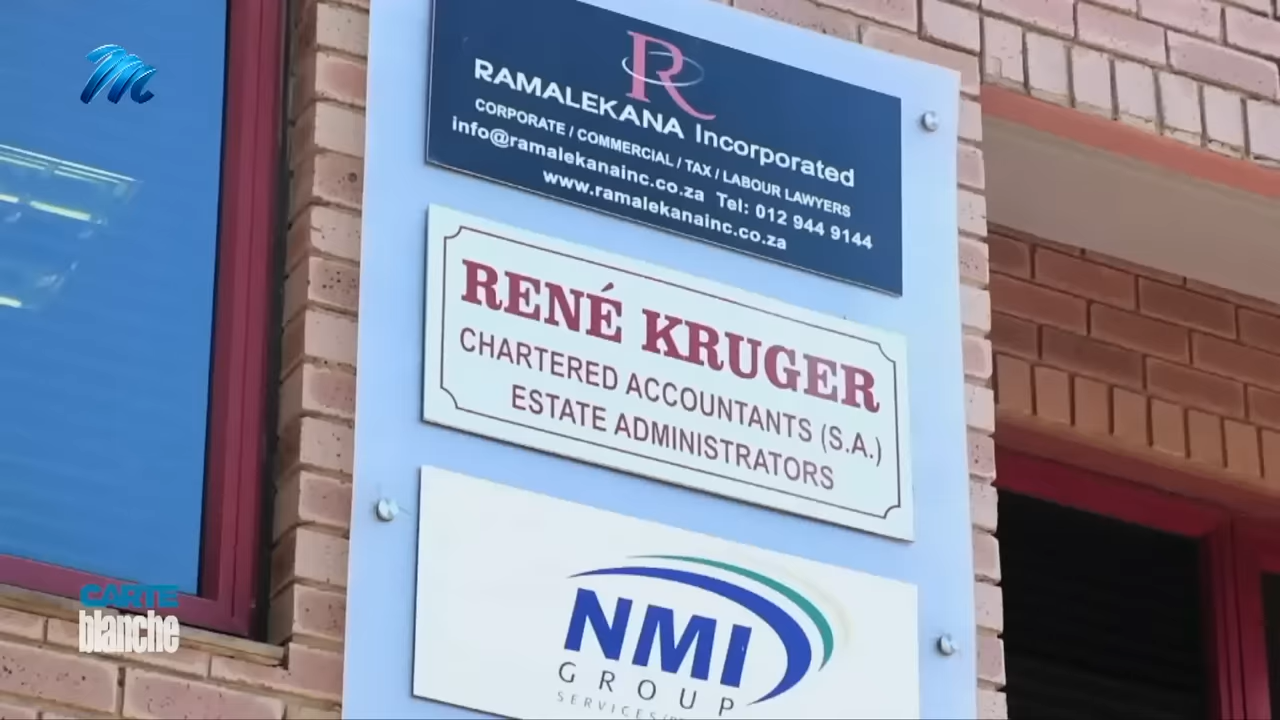 M
R
RAMALEKANA Incorporated
CORPORATE / COMMERCIAL / TAX / LABOUR LAWYERS
info@ramalekanainc.co.za Tel: 012 944 9144
www.ramalekanainc.co.za
RENÉ KRUGER
CHARTERED ACCOUNTANTS (S.A.)
ESTATE ADMINISTRATORS
NMI
GROUP
SERVICES
CARTE
blanche